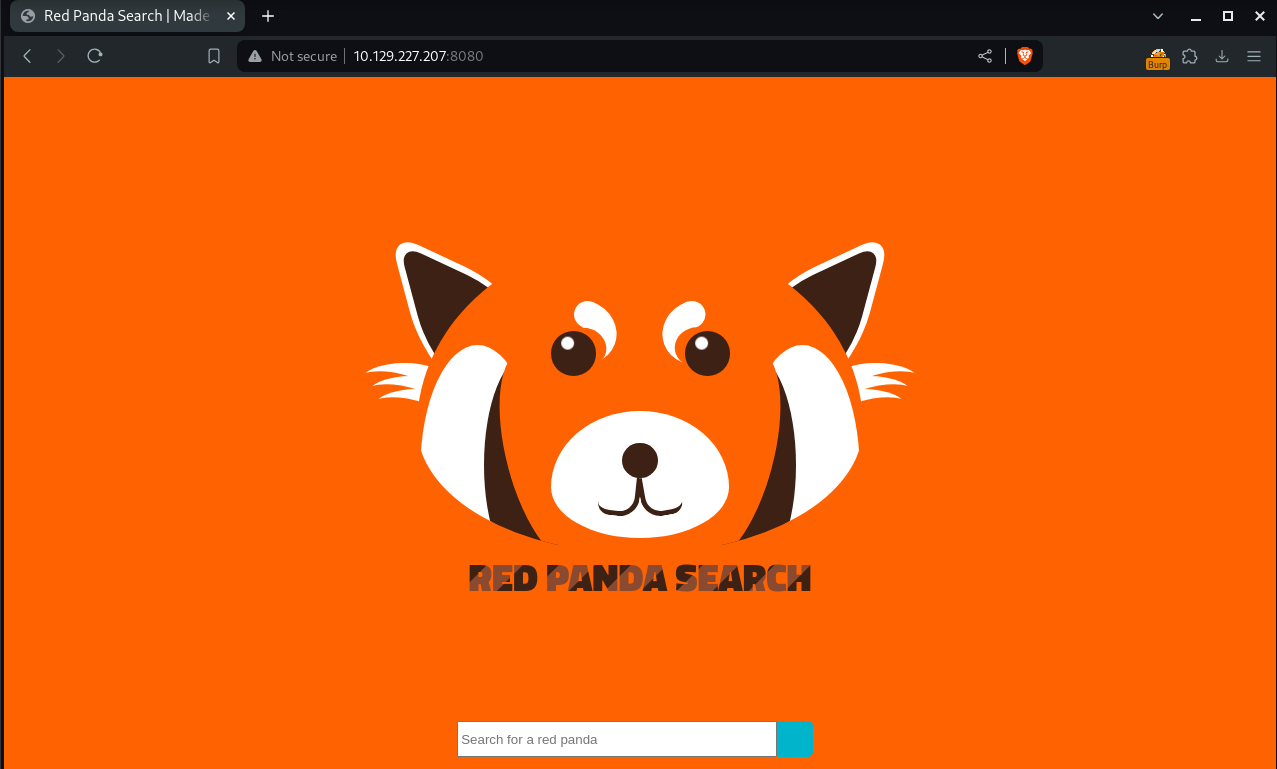 Red Panda Search | Made
Not secure
10.129.227.207:8080
Burp
RED PANDA SEARCH
Search for a red panda